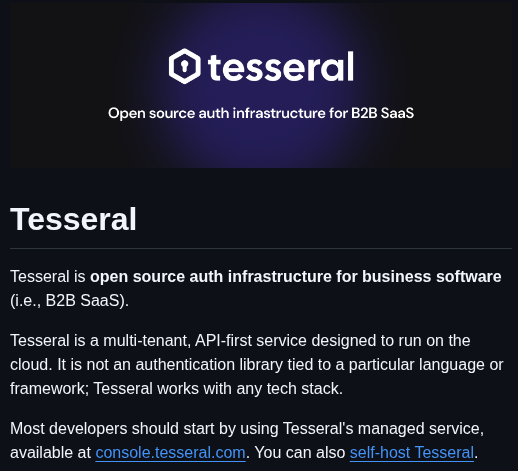 tesseral
Open source auth infrastructure for B2B SaaS
Tesseral
Tesseral is open source auth infrastructure for business software
(i.e., B2B SaaS).
Tesseral is a multi-tenant, API-first service designed to run on the
cloud. It is not an authentication library tied to a particular language or
framework; Tesseral works with any tech stack.
Most developers should start by using Tesseral's managed service,
available at console.tesseral.com. You can also self-host Tesseral.